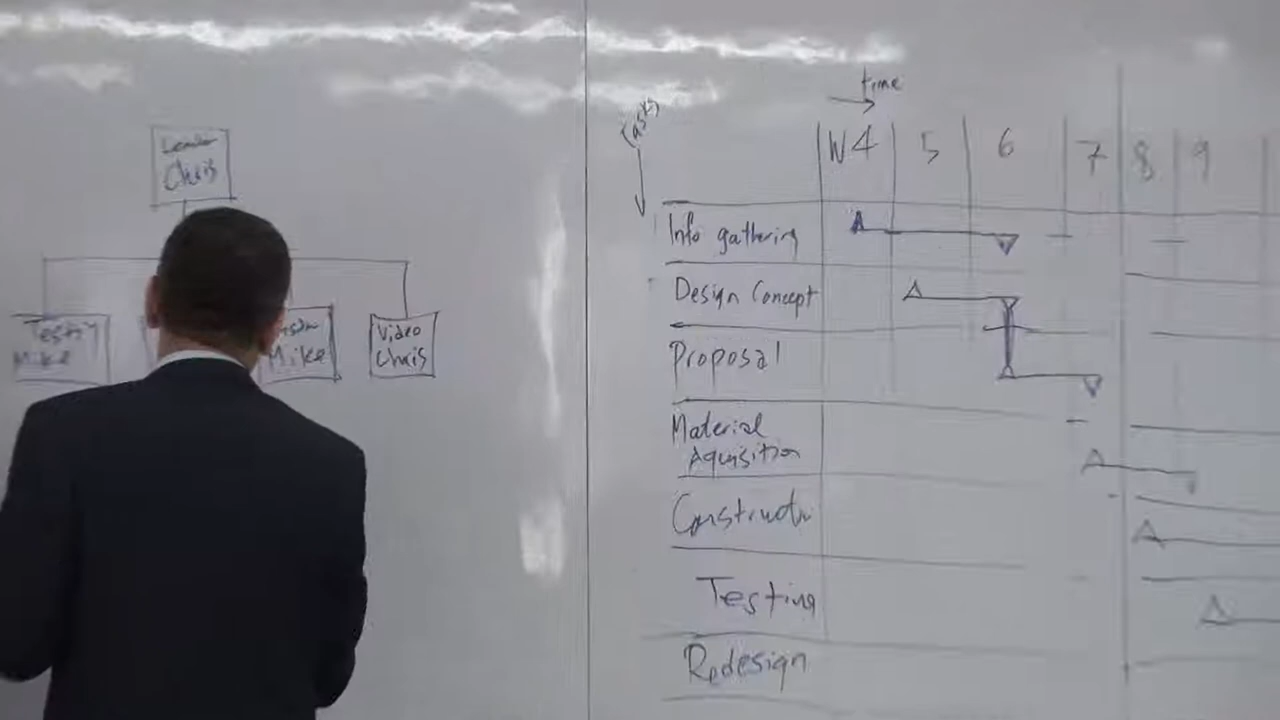 Leader
Chris
Testing
Mike
Mike
Video
Chris
time
Tasks
W4 5 6 7 8 9
Info gathering
Design Concept
Proposal
Material
Aquisition
Testing
Redesign